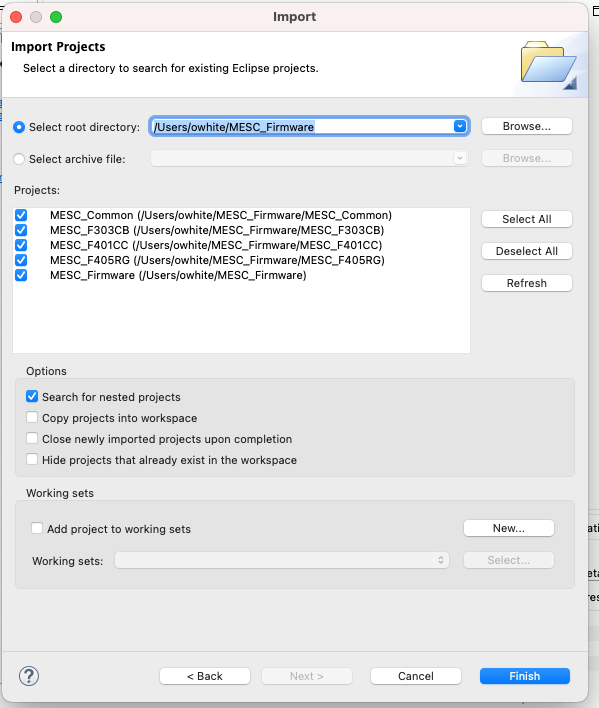 Import
Import Projects
Select a directory to search for existing Eclipse projects.
Select root directory: /Users/owhite/MESC_Firmware Browse...
Select archive file: Browse...
Projects:
MESC_Common (/Users/owhite/MESC_Firmware/MESC_Common)
MESC_F303CB (/Users/owhite/MESC_Firmware/MESC_F303CB)
MESC_F401CC (/Users/owhite/MESC_Firmware/MESC_F401CC)
MESC_F405RG (/Users/owhite/MESC_Firmware/MESC_F405RG)
MESC_Firmware (/Users/owhite/MESC_Firmware)
Select All
Deselect All
Refresh
Options
Search for nested projects
Copy projects into workspace
Close newly imported projects upon completion
Hide projects that already exist in the workspace
Working sets
Add project to working sets New...
Working sets: Select...
? < Back Next > Cancel Finish